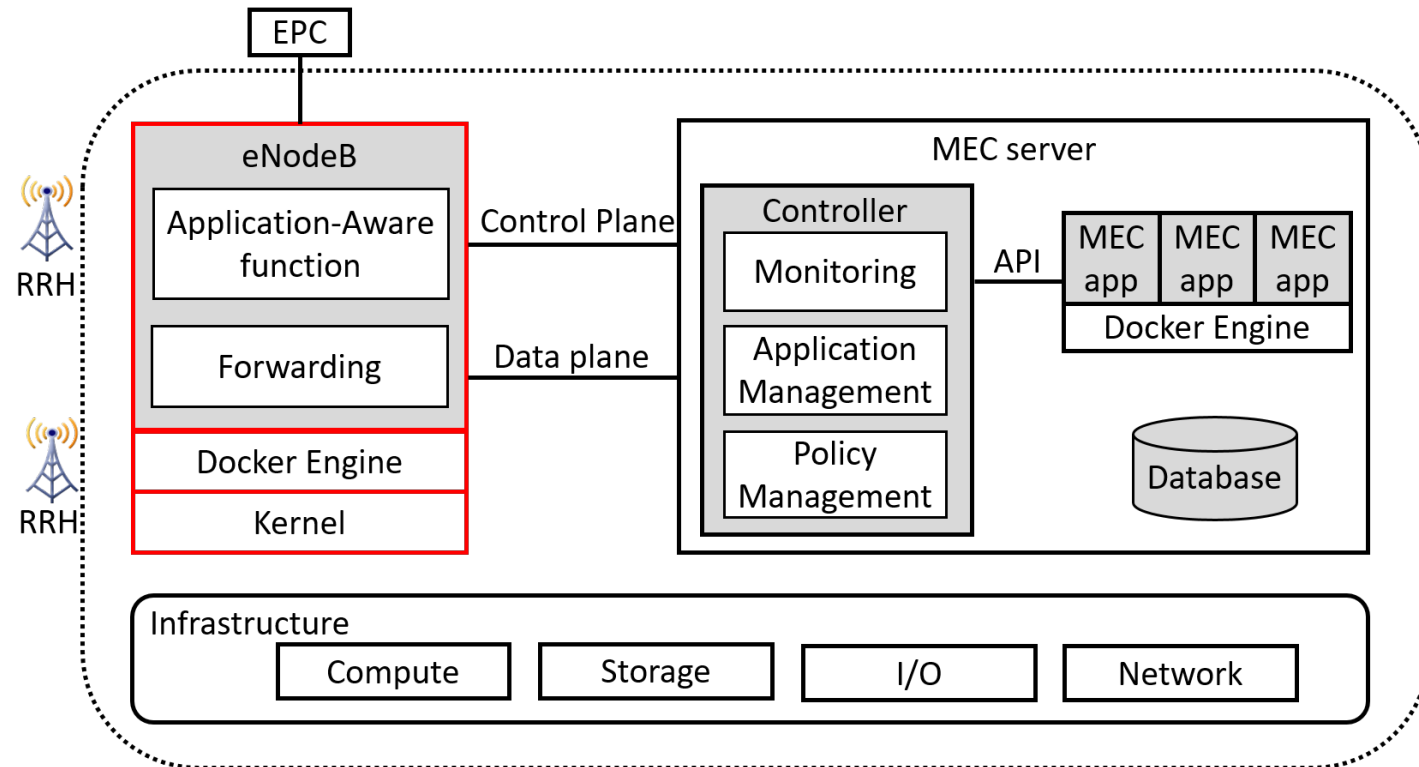 EPC
eNodeB
Application-Aware
function
Forwarding
Docker Engine
Kernel
RRH
RRH
Control Plane
Data plane
MEC server
Controller
Monitoring
Application
Management
Policy
Management
API
MEC
app
MEC
app
MEC
app
Docker Engine
Database
Infrastructure
Compute
Storage
I/O
Network